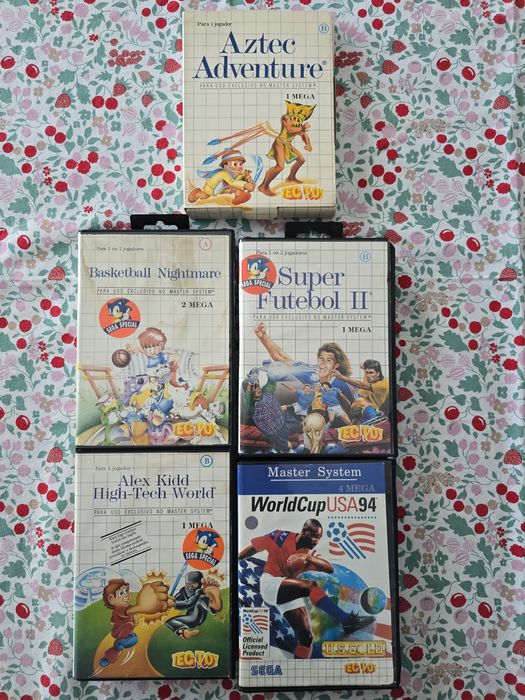 Para 1 jogador
B
Aztec
Adventure®
PARA USO EXCLUSIVO NO MASTER SYSTEM®
1 MEGA
TEC TOY
Para 1 ou 2 jogadores
A
Basketball Nightmare
PARA USO EXCLUSIVO NO MASTER SYSTEM®
2 MEGA
SEGA SPECIAL
TEC TOY
Para 1 ou 2 jogadores
B
Super
Futebol II
PARA USO EXCLUSIVO NO MASTER SYSTEM®
1 MEGA
SEGA SPECIAL
TEC TOY
Para 1 jogador
B
Alex Kidd
High-Tech World
PARA USO EXCLUSIVO NO MASTER SYSTEM®
1 MEGA
SEGA SPECIAL
TEC TOY
Master System
4 MEGA
WorldCupUSA94
WorldCupUSA94
Official
Licensed
Product
U.S. GOLD
SEGA
TEC TOY